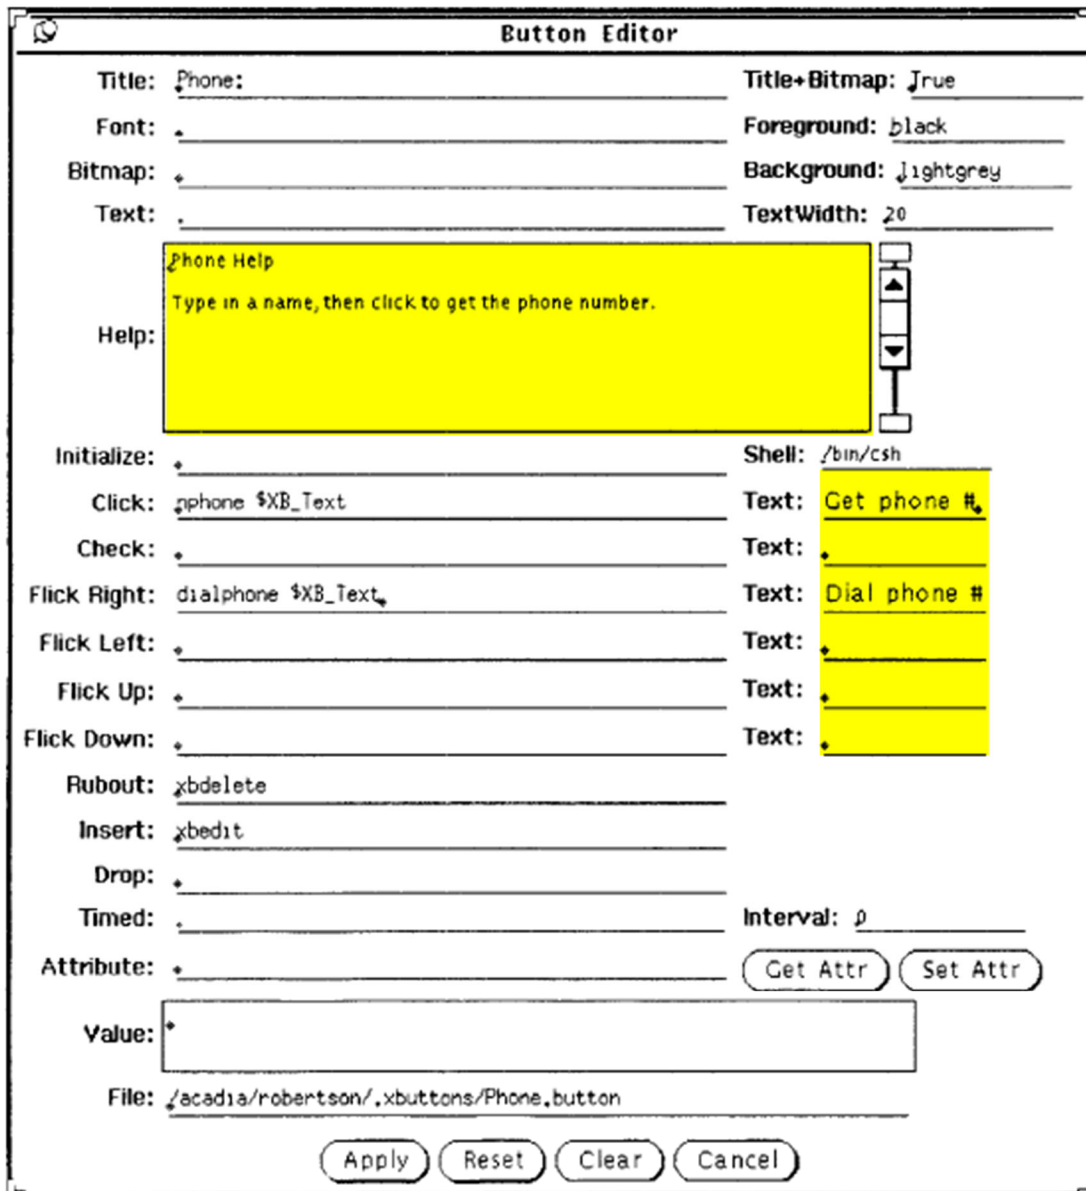 Button Editor
Title: Phone: Title+Bitmap: True
Font: Foreground: black
Bitmap: Background: lightgrey
Text: TextWidth: 20
Phone Help
Type in a name, then click to get the phone number.
Help:
Initialize: Shell: /bin/csh
Click: nphone $XB_Text Text: Get phone #
Check: Text:
Flick Right: dialphone $XB_Text Text: Dial phone #
Flick Left: Text:
Flick Up: Text:
Flick Down: Text:
Rubout: xbdelete
Insert: xbedit
Drop:
Timed: Interval: 0
Attribute: Get Attr Set Attr
Value:
File: /acadia/robertson/.xbuttons/Phone.button
Apply Reset Clear Cancel